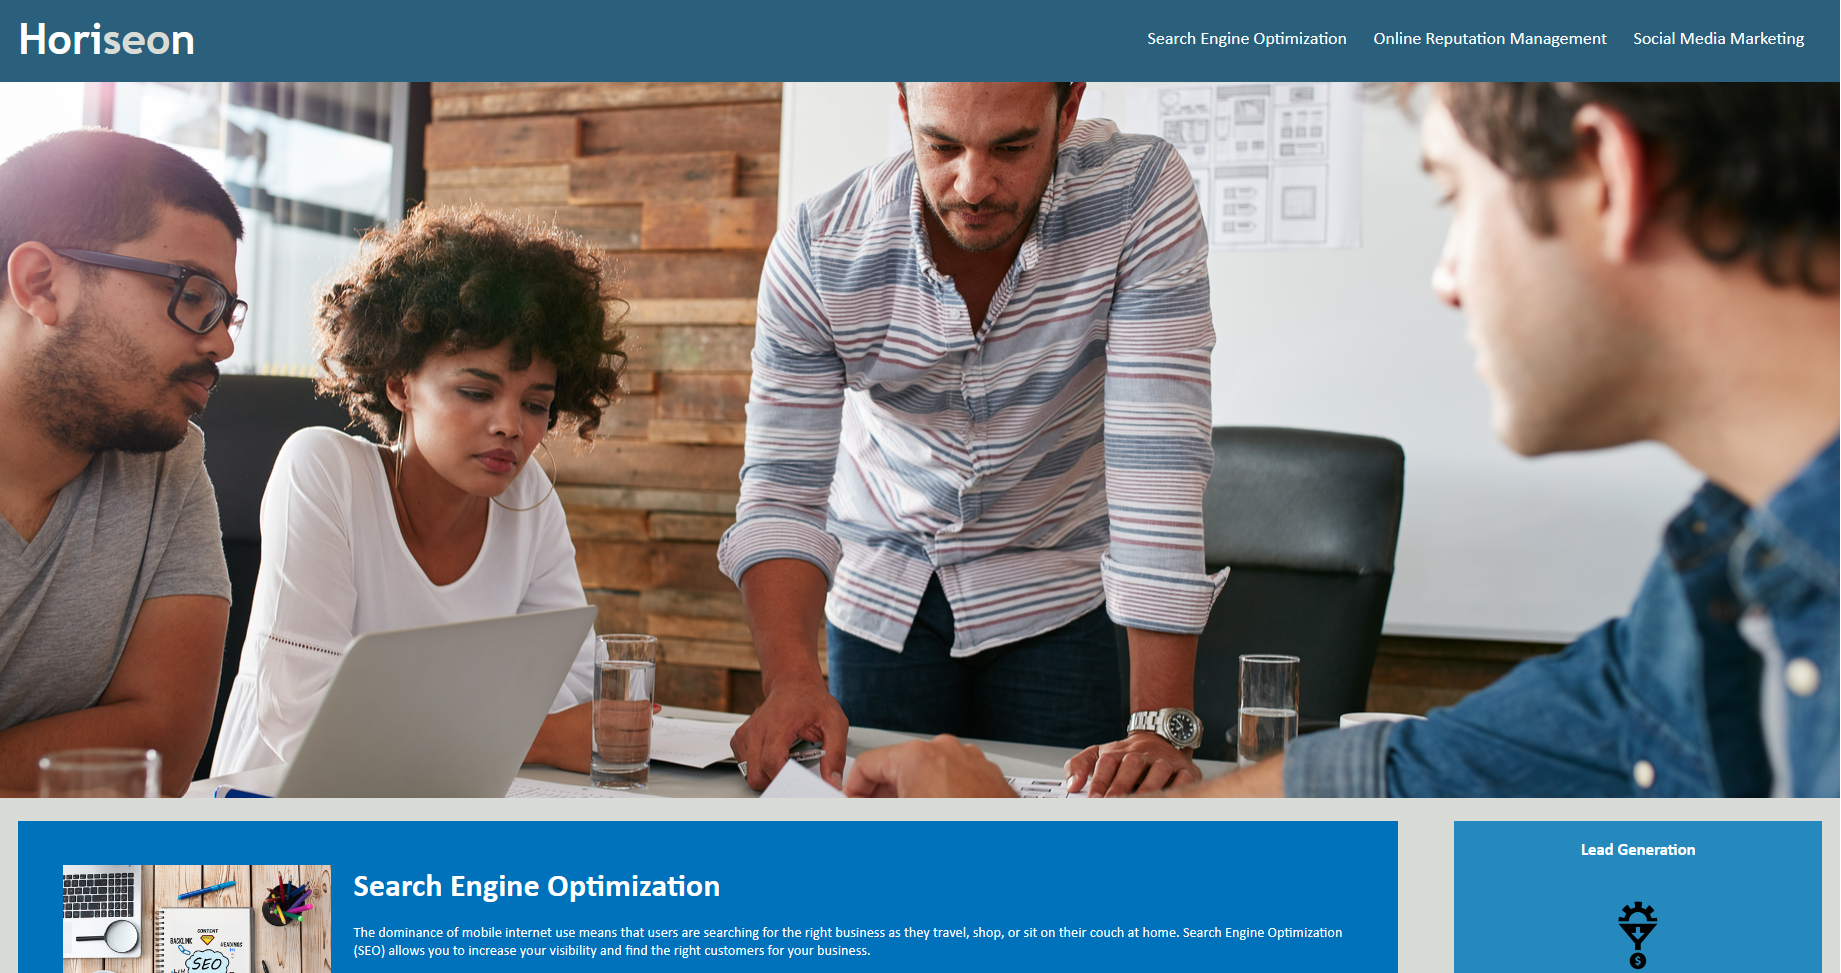 Horiseon
Search Engine Optimization
Online Reputation Management
Social Media Marketing
Search Engine Optimization
The dominance of mobile internet use means that users are searching for the right business as they travel, shop, or sit on their couch at home. Search Engine Optimization
(SEO) allows you to increase your visibility and find the right customers for your business.
CONTENT
BACKLINK
HEADINGS
SEO
Lead Generation
$